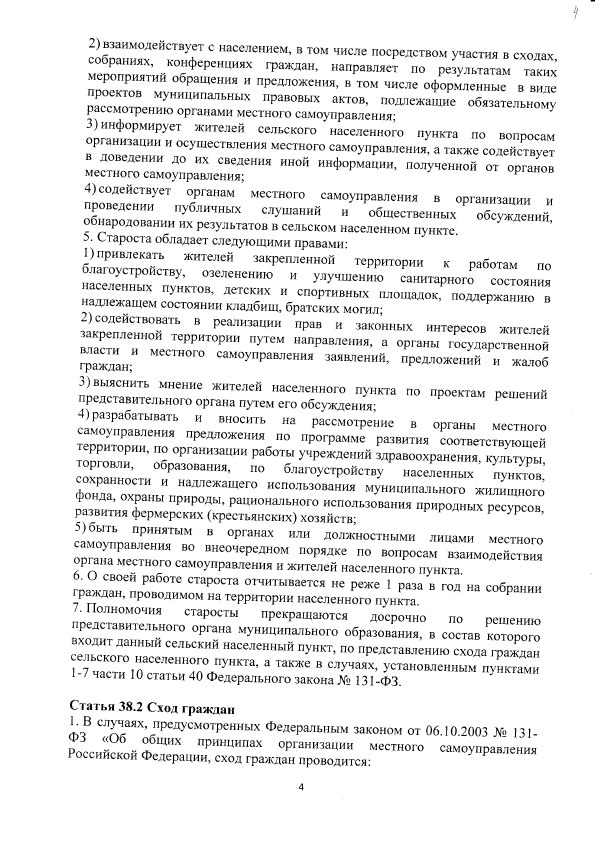 4
2) взаимодействует с населением, в том числе посредством участия в сходах,
собраниях, конференциях граждан, направляет по результатам таких
мероприятий обращения и предложения, в том числе оформленные в виде
проектов муниципальных правовых актов, подлежащие обязательному
рассмотрению органами местного самоуправления;
3) информирует жителей сельского населенного пункта по вопросам
организации и осуществления местного самоуправления, а также содействует
в доведении до их сведения иной информации, полученной от органов
местного самоуправления;
4) содействует органам местного самоуправления в организации и
проведении публичных слушаний и общественных обсуждений,
обнародовании их результатов в сельском населенном пункте.
5. Староста обладает следующими правами:
1) привлекать жителей закрепленной территории к работам по
благоустройству, озеленению и улучшению санитарного состояния
населенных пунктов, детских и спортивных площадок, поддержанию в
надлежащем состоянии кладбищ, братских могил;
2) содействовать в реализации прав и законных интересов жителей
закрепленной территории путем направления, а органы государственной
власти и местного самоуправления заявлений, предложений и жалоб
граждан;
3) выяснить мнение жителей населенного пункта по проектам решений
представительного органа путем его обсуждения;
4) разрабатывать и вносить на рассмотрение в органы местного
самоуправления предложения по программе развития соответствующей
территории, по организации работы учреждений здравоохранения, культуры,
торговли, образования, по благоустройству населенных пунктов,
сохранности и надлежащего использования муниципального жилищного
фонда, охраны природы, рационального использования природных ресурсов,
развития фермерских (крестьянских) хозяйств;
5) быть принятым в органах или должностными лицами местного
самоуправления во внеочередном порядке по вопросам взаимодействия
органа местного самоуправления и жителей населенного пункта.
6. О своей работе староста отчитывается не реже 1 раза в год на собрании
граждан, проводимом на территории населенного пункта.
7. Полномочия старосты прекращаются досрочно по решению
представительного органа муниципального образования, в состав которого
входит данный сельский населенный пункт, по представлению схода граждан
сельского населенного пункта, а также в случаях, установленным пунктами
1-7 части 10 статьи 40 Федерального закона № 131-ФЗ.
Статья 38.2 Сход граждан
1. В случаях, предусмотренных Федеральным законом от 06.10.2003 № 131-
ФЗ «Об общих принципах организации местного самоуправления
Российской Федерации, сход граждан проводится:
4